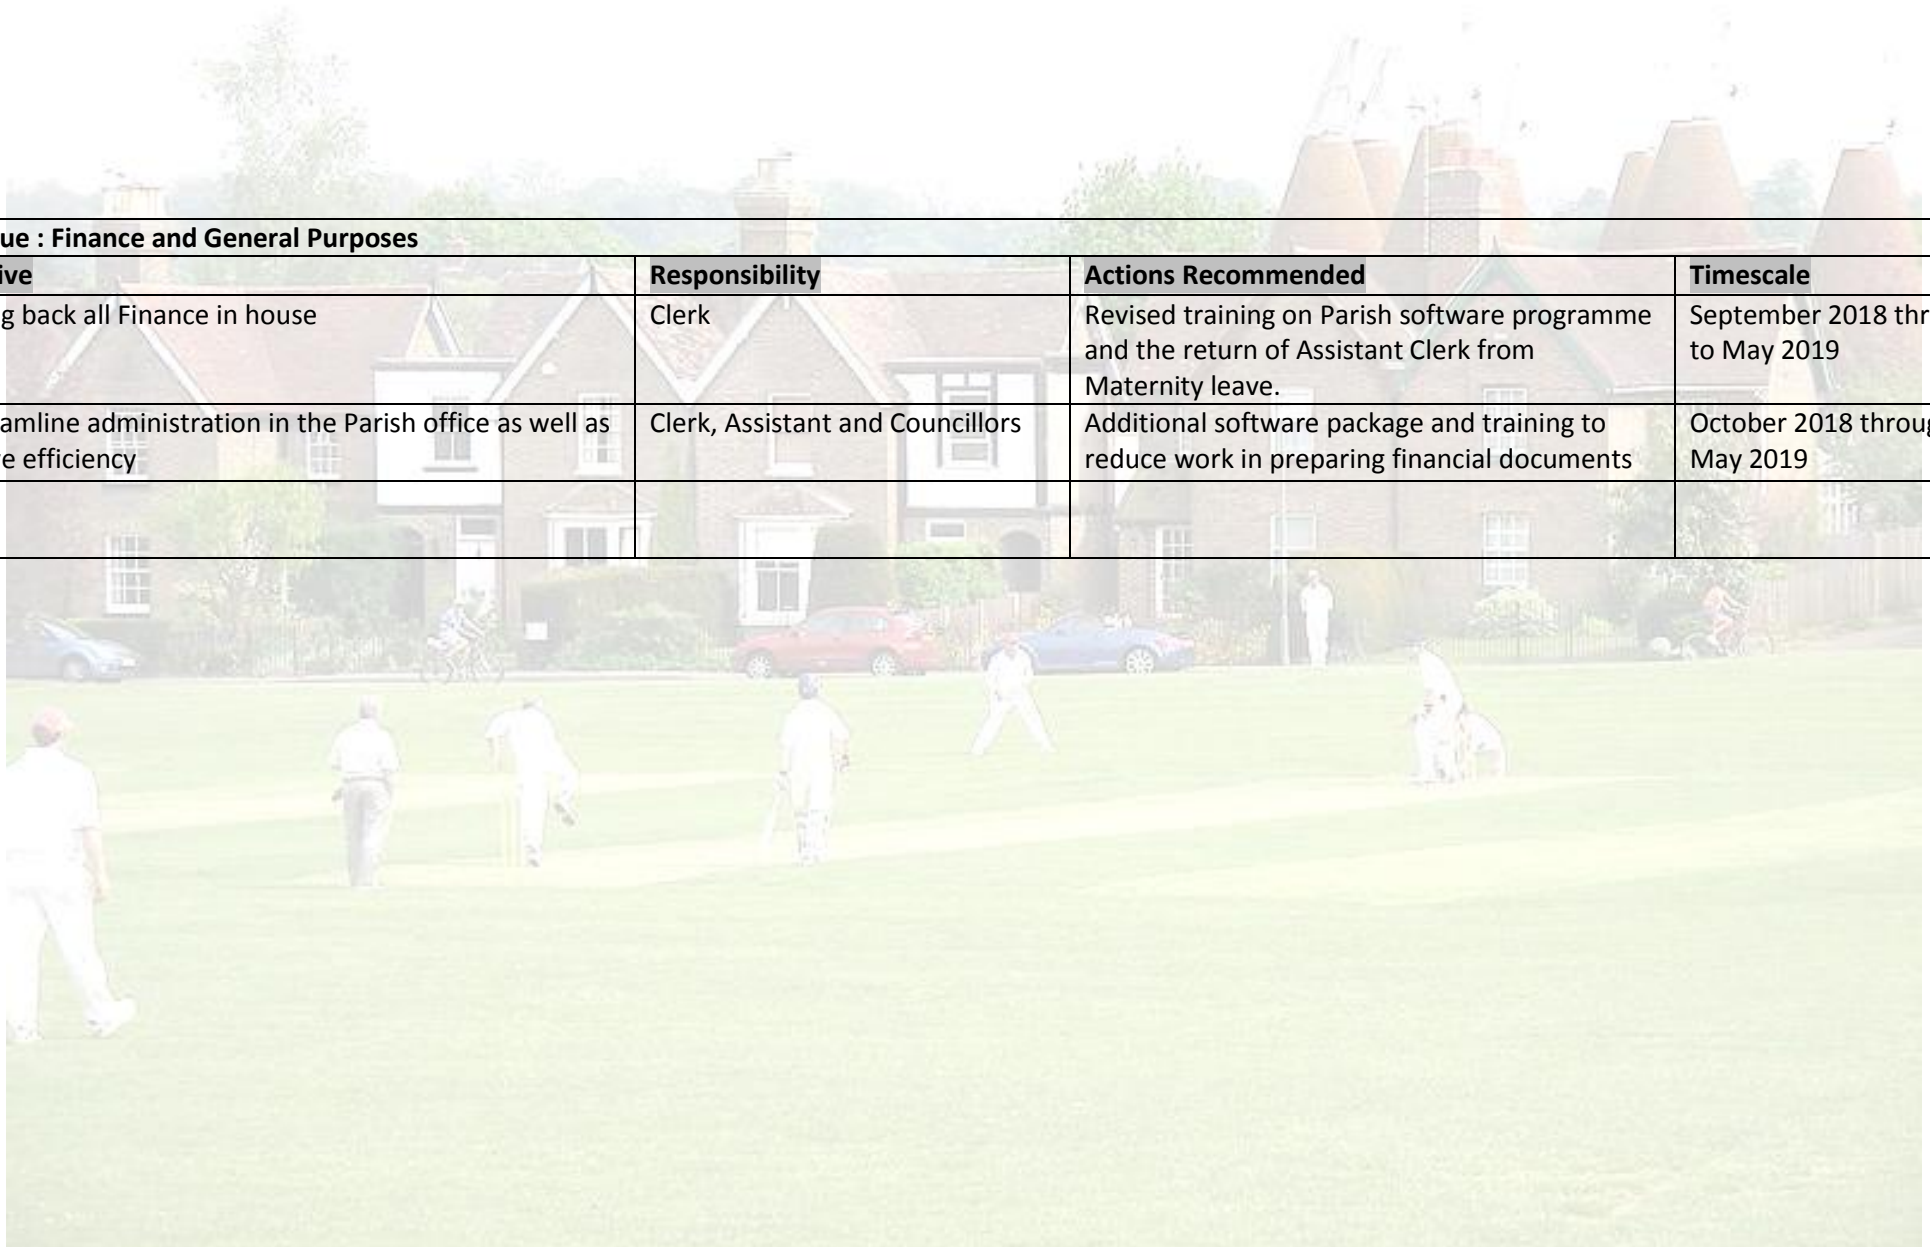 ue : Finance and General Purposes
ive Responsibility Actions Recommended Timescale
g back all Finance in house Clerk Revised training on Parish software programme September 2018 thr
and the return of Assistant Clerk from to May 2019
Maternity leave.
amline administration in the Parish office as well as Clerk, Assistant and Councillors Additional software package and training to October 2018 throug
e efficiency reduce work in preparing financial documents May 2019